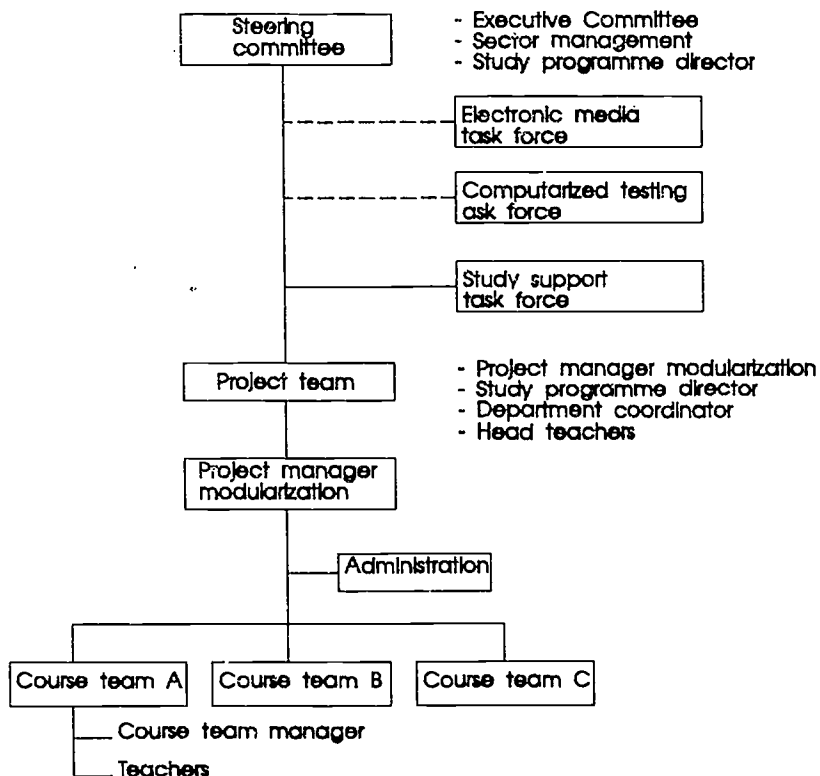 Steering
committee
- Executive Committee
- Sector management
- Study programme director
Electronic media
task force
Computarized testing
ask force
Study support
task force
Project team
- Project manager modularization
- Study programme director
- Department coordinator
- Head teachers
Project manager
modularization
Administration
Course team A
Course team B
Course team C
Course team manager
Teachers